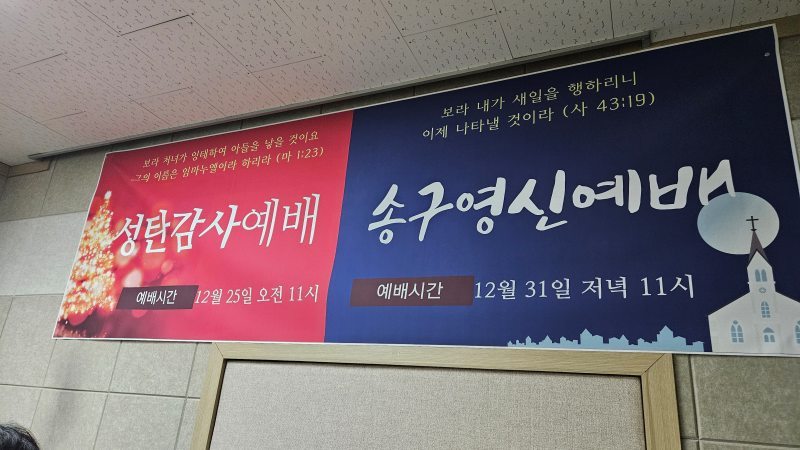 보라 처녀가 잉태하여 아들을 낳을 것이요
그의 이름은 임마누엘이라 하리라 (마 1:23)
성탄감사예배
예배시간 12월 25일 오전 11시
보라 내가 새일을 행하리니
이제 나타낼 것이라 (사 43:19)
송구영신예배
예배시간 12월 31일 저녁 11시